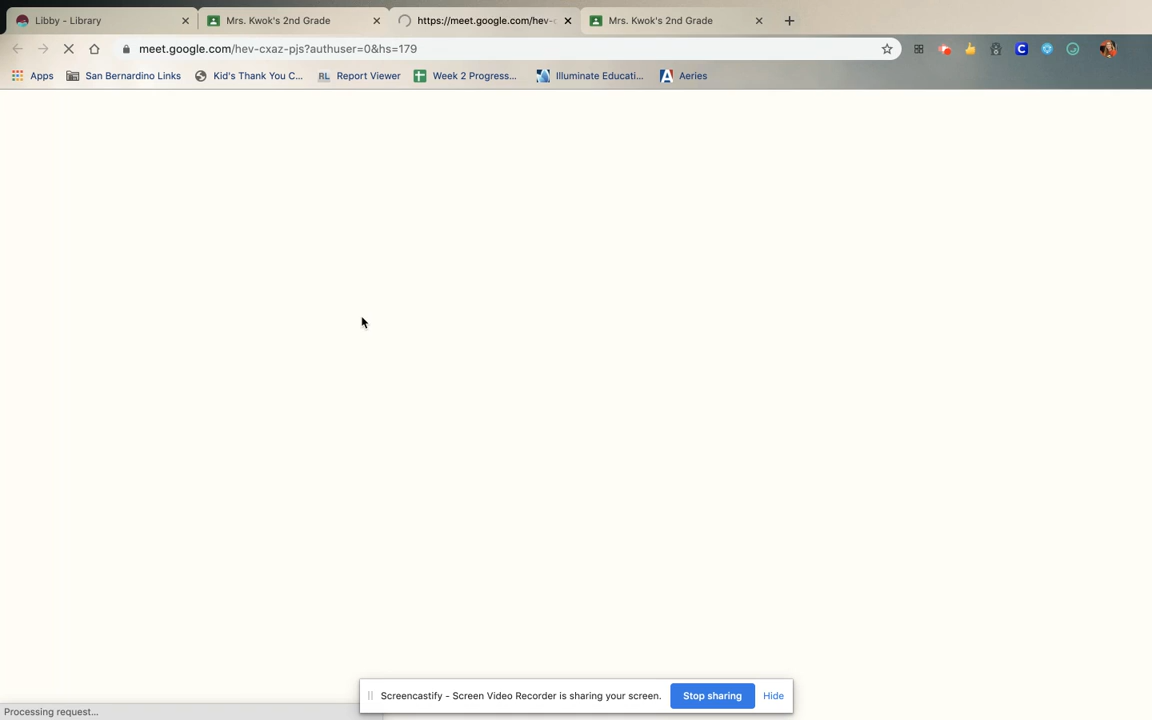 Libby - Library
Mrs. Kwok's 2nd Grade
https://meet.google.com/hev-c
Mrs. Kwok's 2nd Grade
meet.google.com/hev-cxaz-pjs?authuser=0&hs=179
Apps
San Bernardino Links
Kid's Thank You C...
RL Report Viewer
Week 2 Progress...
Illuminate Educati...
Aeries
Screencastify - Screen Video Recorder is sharing your screen.
Stop sharing
Hide
Processing request...